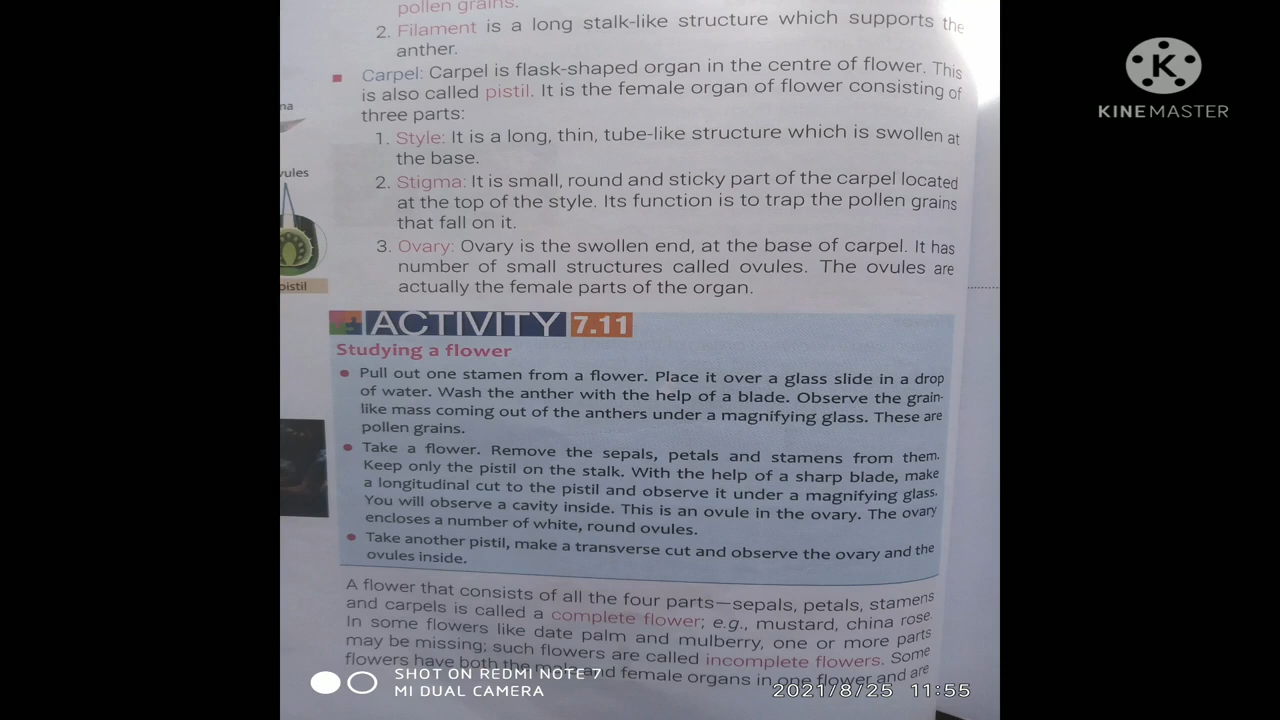 pollen grains.
2. Filament is a long stalk-like structure which supports the
anther.
Carpel: Carpel is flask-shaped organ in the centre of flower. This
is also called pistil. It is the female organ of flower consisting of
three parts:
1. Style: It is a long, thin, tube-like structure which is swollen at
the base.
2. Stigma: It is small, round and sticky part of the carpel located
at the top of the style. Its function is to trap the pollen grains
that fall on it.
3. Ovary: Ovary is the swollen end, at the base of carpel. It has
number of small structures called ovules. The ovules are
actually the female parts of the organ.
na
vules
pistil
ACTIVITY 7.11
Studying a flower
• Pull out one stamen from a flower. Place it over a glass slide in a drop
of water. Wash the anther with the help of a blade. Observe the grain-
like mass coming out of the anthers under a magnifying glass. These are
pollen grains.
• Take a flower. Remove the sepals, petals and stamens from them.
Keep only the pistil on the stalk. With the help of a sharp blade, make
a longitudinal cut to the pistil and observe it under a magnifying glass.
You will observe a cavity inside. This is an ovule in the ovary. The ovary
encloses a number of white, round ovules.
• Take another pistil, make a transverse cut and observe the ovary and the
ovules inside.
A flower that consists of all the four parts—sepals, petals, stamens
and carpels is called a complete flower; e.g., mustard, china rose.
In some flowers like date palm and mulberry, one or more parts
may be missing; such flowers are called incomplete flowers. Some
flowers have both the male and female organs in one flower and are
K
KINEMASTER
SHOT ON REDMI NOTE 7
MI DUAL CAMERA
2021/8/25 11:55